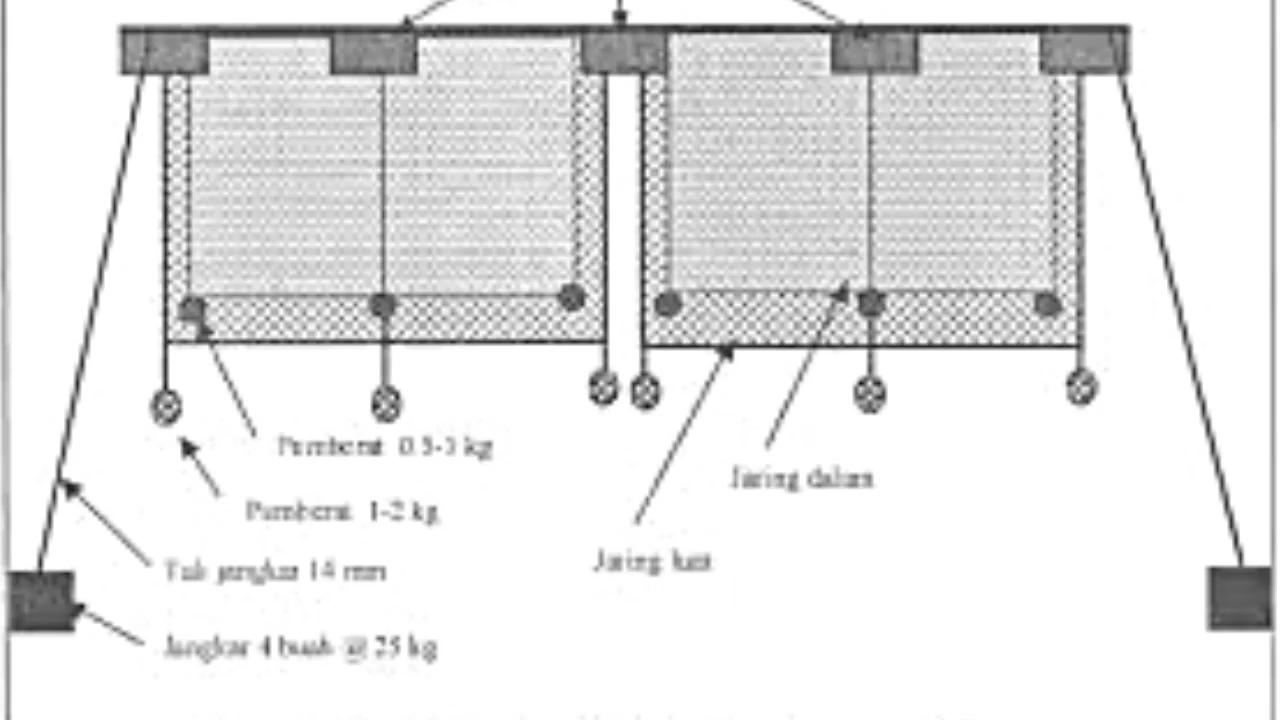 Pemberat 0.5-1 kg
Jaring dalam
Pemberat 1-2 kg
Jaring luar
Tali jangkar 14 mm
Jangkar 4 buah @ 25 kg